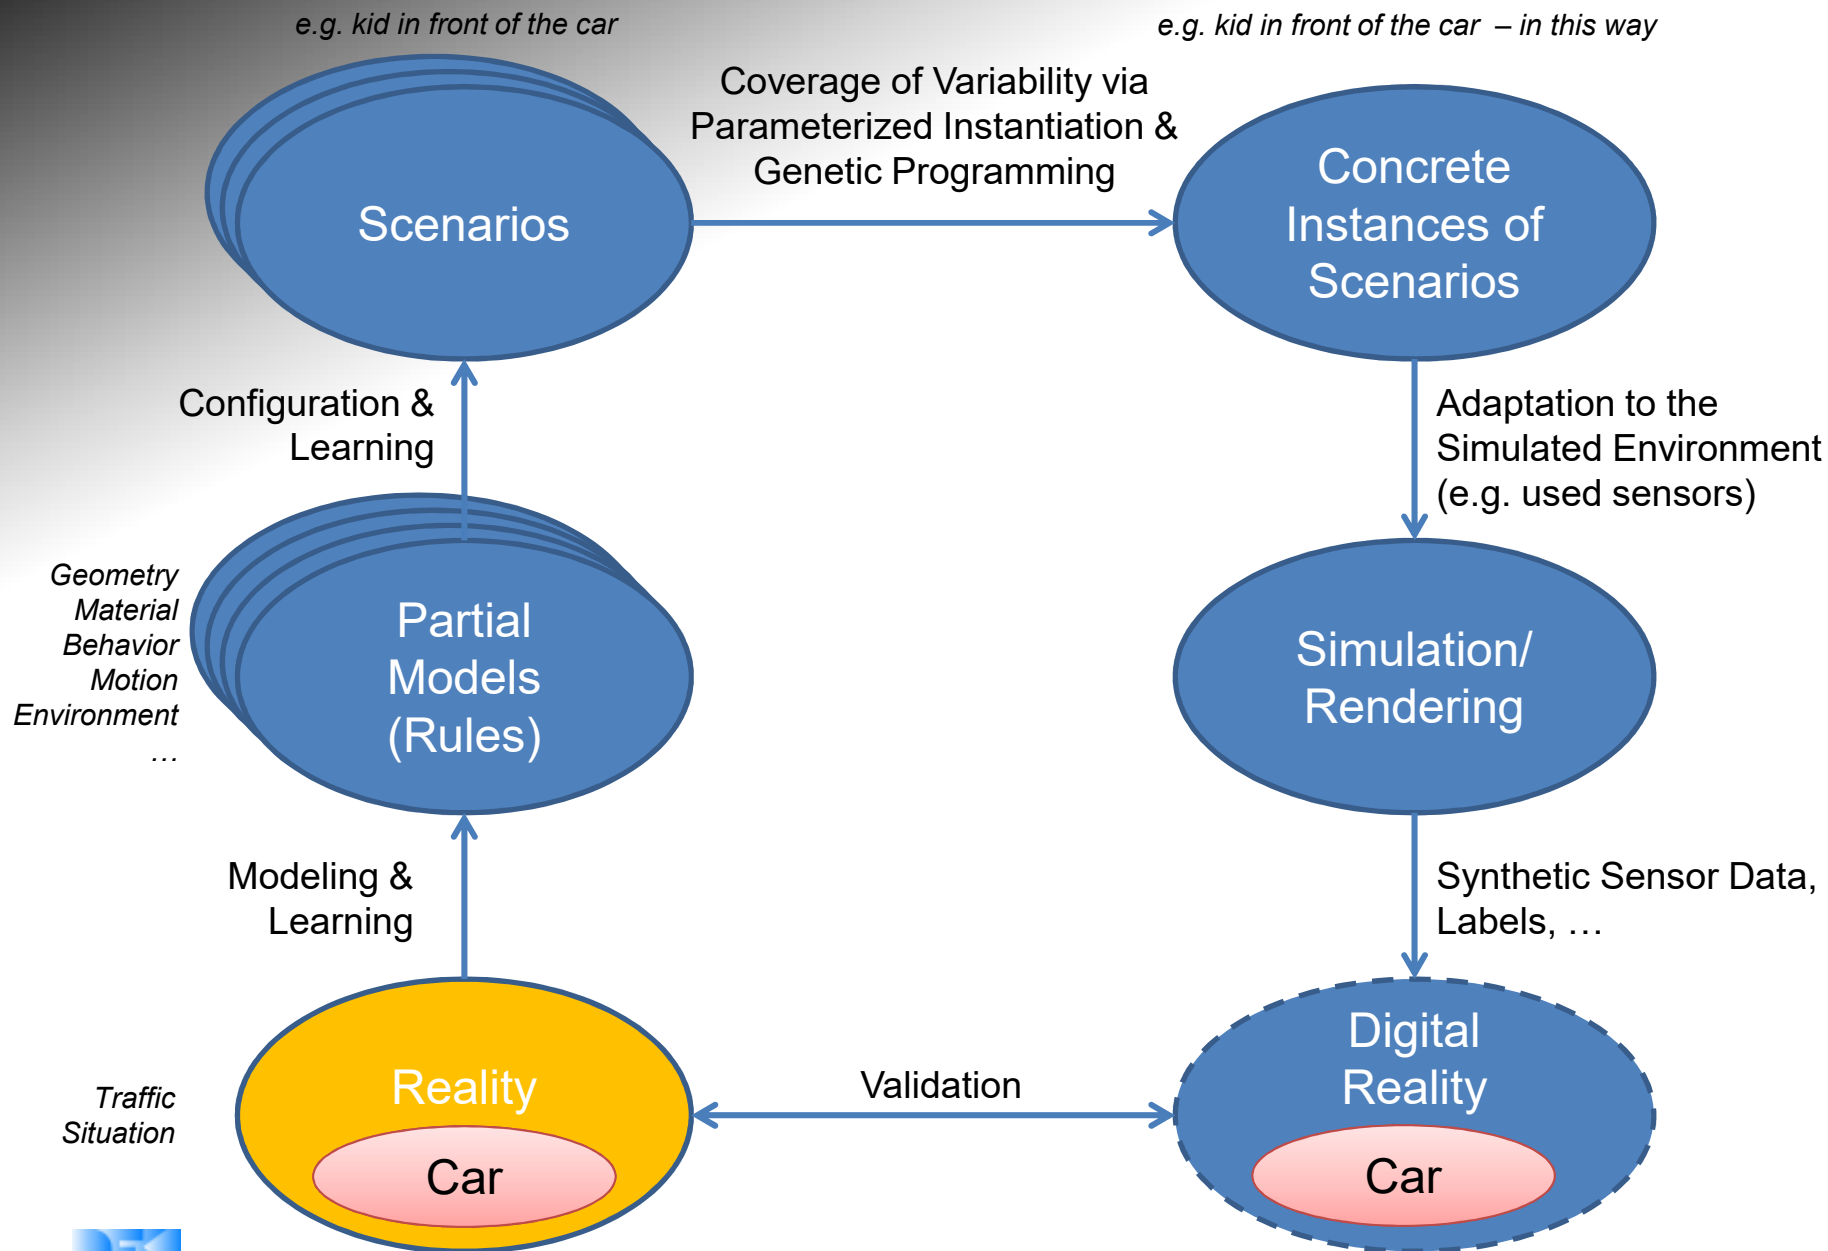 e.g. kid in front of the car
e.g. kid in front of the car – in this way
Coverage of Variability via
Parameterized Instantiation &
Genetic Programming
Scenarios
Concrete
Instances of
Scenarios
Configuration &
Learning
Adaptation to the
Simulated Environment
(e.g. used sensors)
Geometry
Material
Behavior
Motion
Environment
…
Partial
Models
(Rules)
Simulation/
Rendering
Modeling &
Learning
Synthetic Sensor Data,
Labels, …
Traffic
Situation
Reality
Car
Validation
Digital
Reality
Car